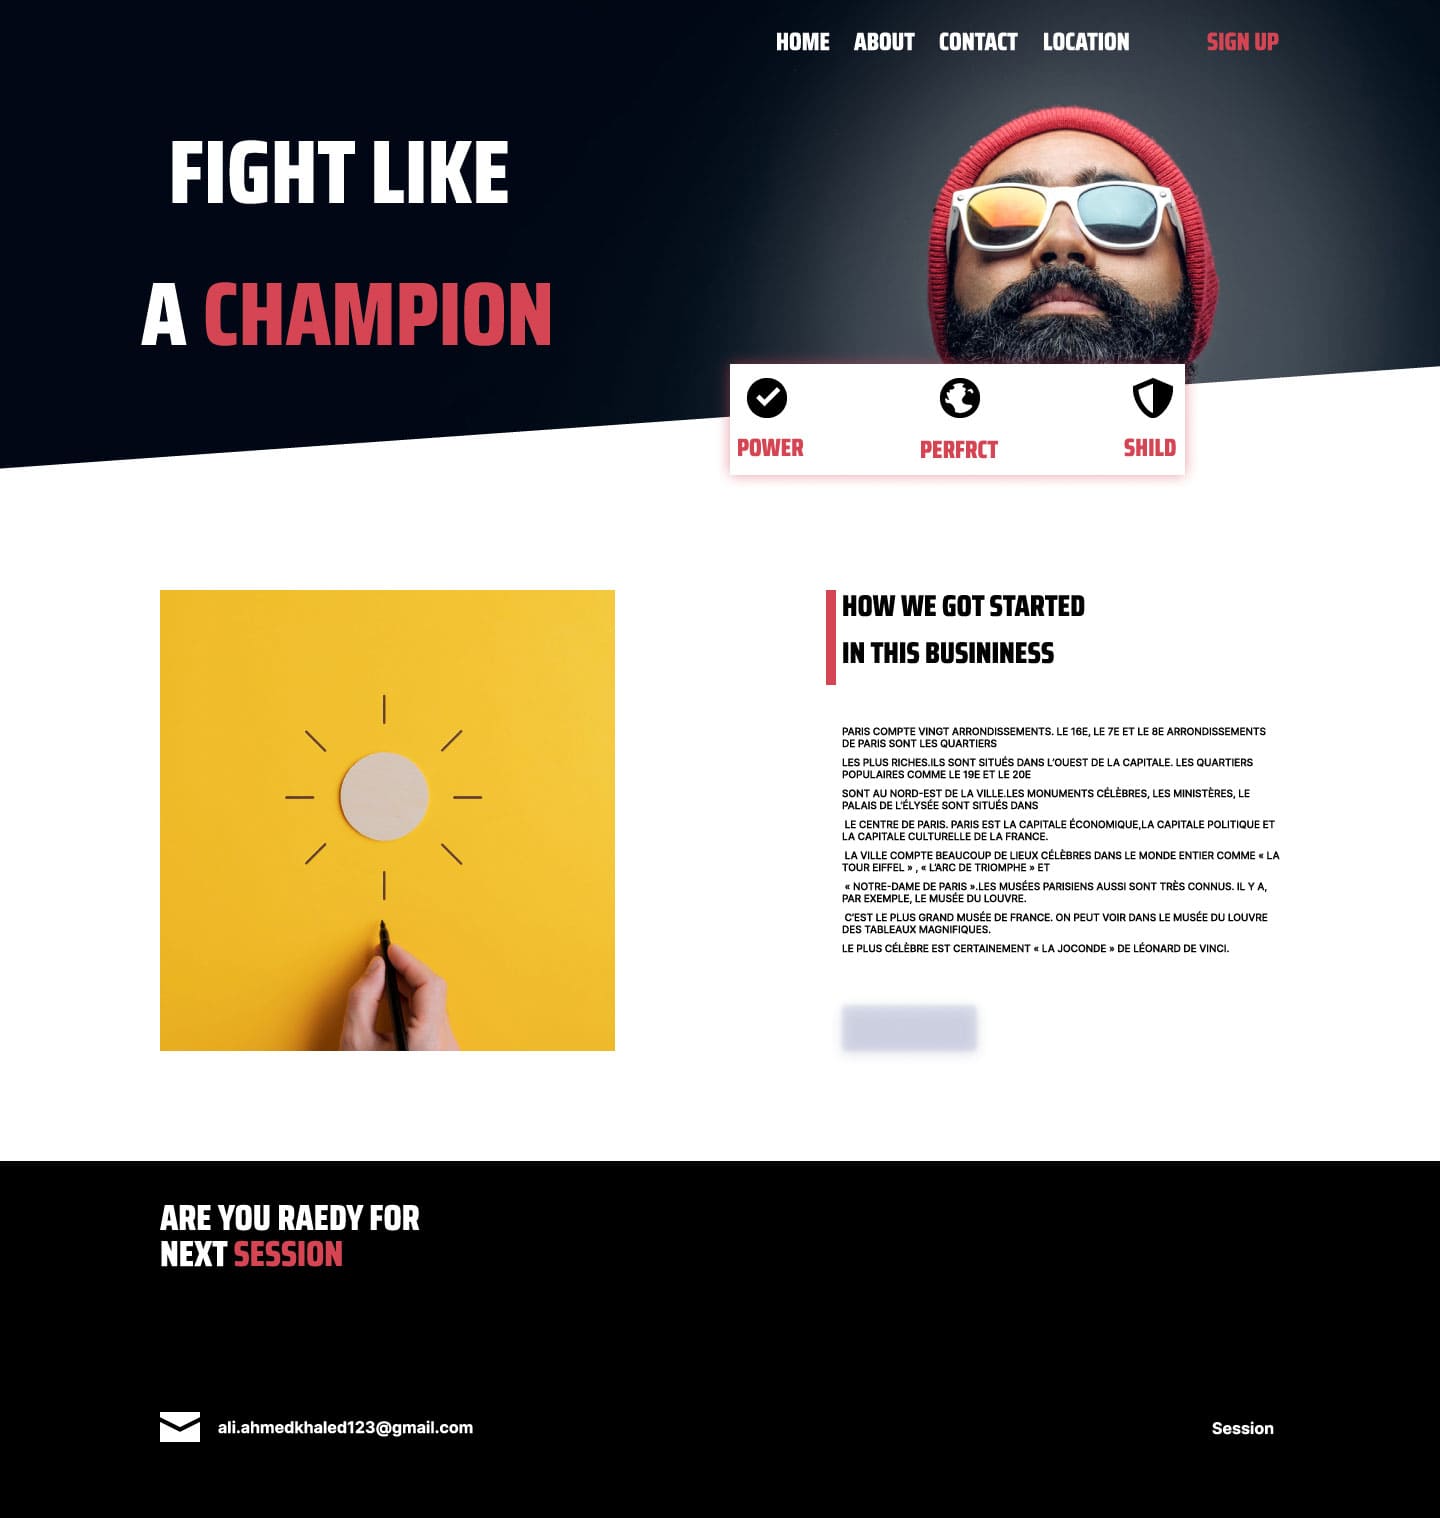 HOME ABOUT CONTACT LOCATION SIGN UP
FIGHT LIKE
A CHAMPION
POWER PERFRCT SHILD
HOW WE GOT STARTED
IN THIS BUSININESS
PARIS COMPTE VINGT ARRONDISSEMENTS. LE 16E, LE 7E ET LE 8E ARRONDISSEMENTS
DE PARIS SONT LES QUARTIERS
LES PLUS RICHES.ILS SONT SITUÉS DANS L'OUEST DE LA CAPITALE. LES QUARTIERS
POPULAIRES COMME LE 19E ET LE 20E
SONT AU NORD-EST DE LA VILLE.LES MONUMENTS CÉLÈBRES, LES MINISTÈRES, LE
PALAIS DE L'ÉLYSÉE SONT SITUÉS DANS
LE CENTRE DE PARIS. PARIS EST LA CAPITALE ÉCONOMIQUE,LA CAPITALE POLITIQUE ET
LA CAPITALE CULTURELLE DE LA FRANCE.
LA VILLE COMPTE BEAUCOUP DE LIEUX CÉLÈBRES DANS LE MONDE ENTIER COMME « LA
TOUR EIFFEL » , « L'ARC DE TRIOMPHE » ET
« NOTRE-DAME DE PARIS ».LES MUSÉES PARISIENS AUSSI SONT TRÈS CONNUS. IL Y A,
PAR EXEMPLE, LE MUSÉE DU LOUVRE.
C'EST LE PLUS GRAND MUSÉE DE FRANCE. ON PEUT VOIR DANS LE MUSÉE DU LOUVRE
DES TABLEAUX MAGNIFIQUES.
LE PLUS CÉLÈBRE EST CERTAINEMENT « LA JOCONDE » DE LÉONARD DE VINCI.
ARE YOU RAEDY FOR
NEXT SESSION
ali.ahmedkhaled123@gmail.com
Session